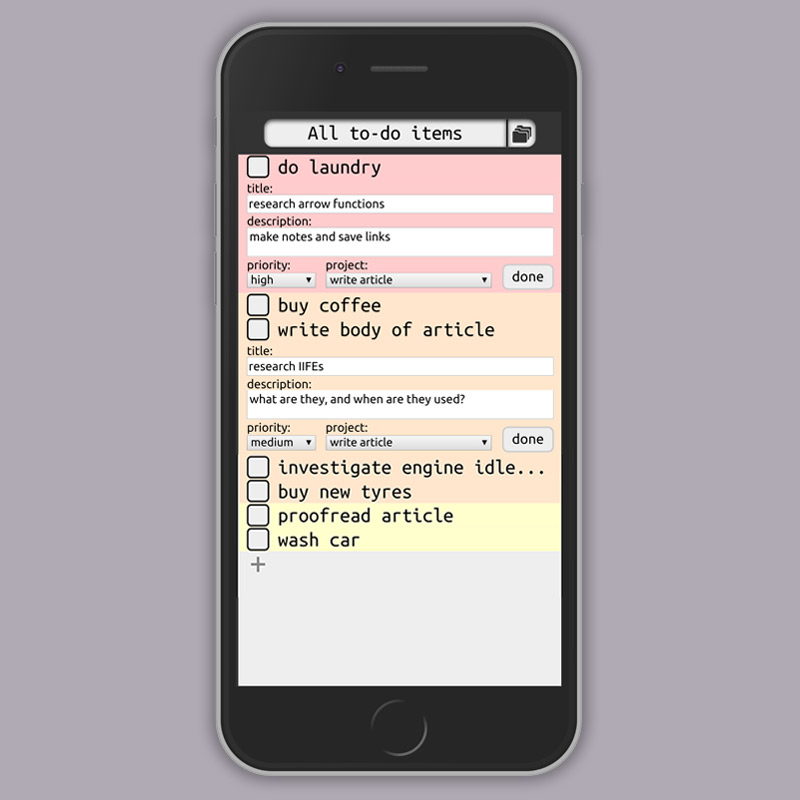 All to-do items
do laundry
title:
research arrow functions
description:
make notes and save links
priority: project:
high write article done
buy coffee
write body of article
title:
research IIFEs
description:
what are they, and when are they used?
priority: project:
medium write article done
investigate engine idle...
buy new tyres
proofread article
wash car
+